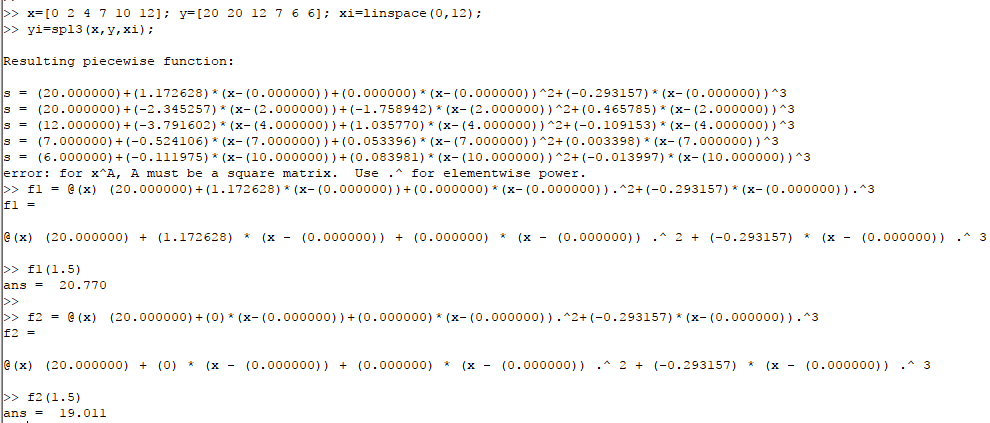 >> x=[0 2 4 7 10 12]; y=[20 20 12 7 6 6]; xi=linspace(0,12);
>> yi=spl3(x,y,xi);
Resulting piecewise function:
s = (20.000000)+(1.172628)*(x-(0.000000))+(0.000000)*(x-(0.000000))^2+(-0.293157)*(x-(0.000000))^3
s = (20.000000)+(-2.345257)*(x-(2.000000))+(-1.758942)*(x-(2.000000))^2+(0.465785)*(x-(2.000000))^3
s = (12.000000)+(-3.791602)*(x-(4.000000))+(1.035770)*(x-(4.000000))^2+(-0.109153)*(x-(4.000000))^3
s = (7.000000)+(-0.524106)*(x-(7.000000))+(0.053396)*(x-(7.000000))^2+(0.003398)*(x-(7.000000))^3
s = (6.000000)+(-0.111975)*(x-(10.000000))+(0.083981)*(x-(10.000000))^2+(-0.013997)*(x-(10.000000))^3
error: for x^A, A must be a square matrix.  Use .^ for elementwise power.
>> f1 = @(x) (20.000000)+(1.172628)*(x-(0.000000))+(0.000000)*(x-(0.000000)).^2+(-0.293157)*(x-(0.000000)).^3
f1 =
@(x) (20.000000) + (1.172628) * (x - (0.000000)) + (0.000000) * (x - (0.000000)) .^ 2 + (-0.293157) * (x - (0.000000)) .^ 3
>> f1(1.5)
ans =  20.770
>>
>> f2 = @(x) (20.000000)+(0)*(x-(0.000000))+(0.000000)*(x-(0.000000)).^2+(-0.293157)*(x-(0.000000)).^3
f2 =
@(x) (20.000000) + (0) * (x - (0.000000)) + (0.000000) * (x - (0.000000)) .^ 2 + (-0.293157) * (x - (0.000000)) .^ 3
>> f2(1.5)
ans =  19.011